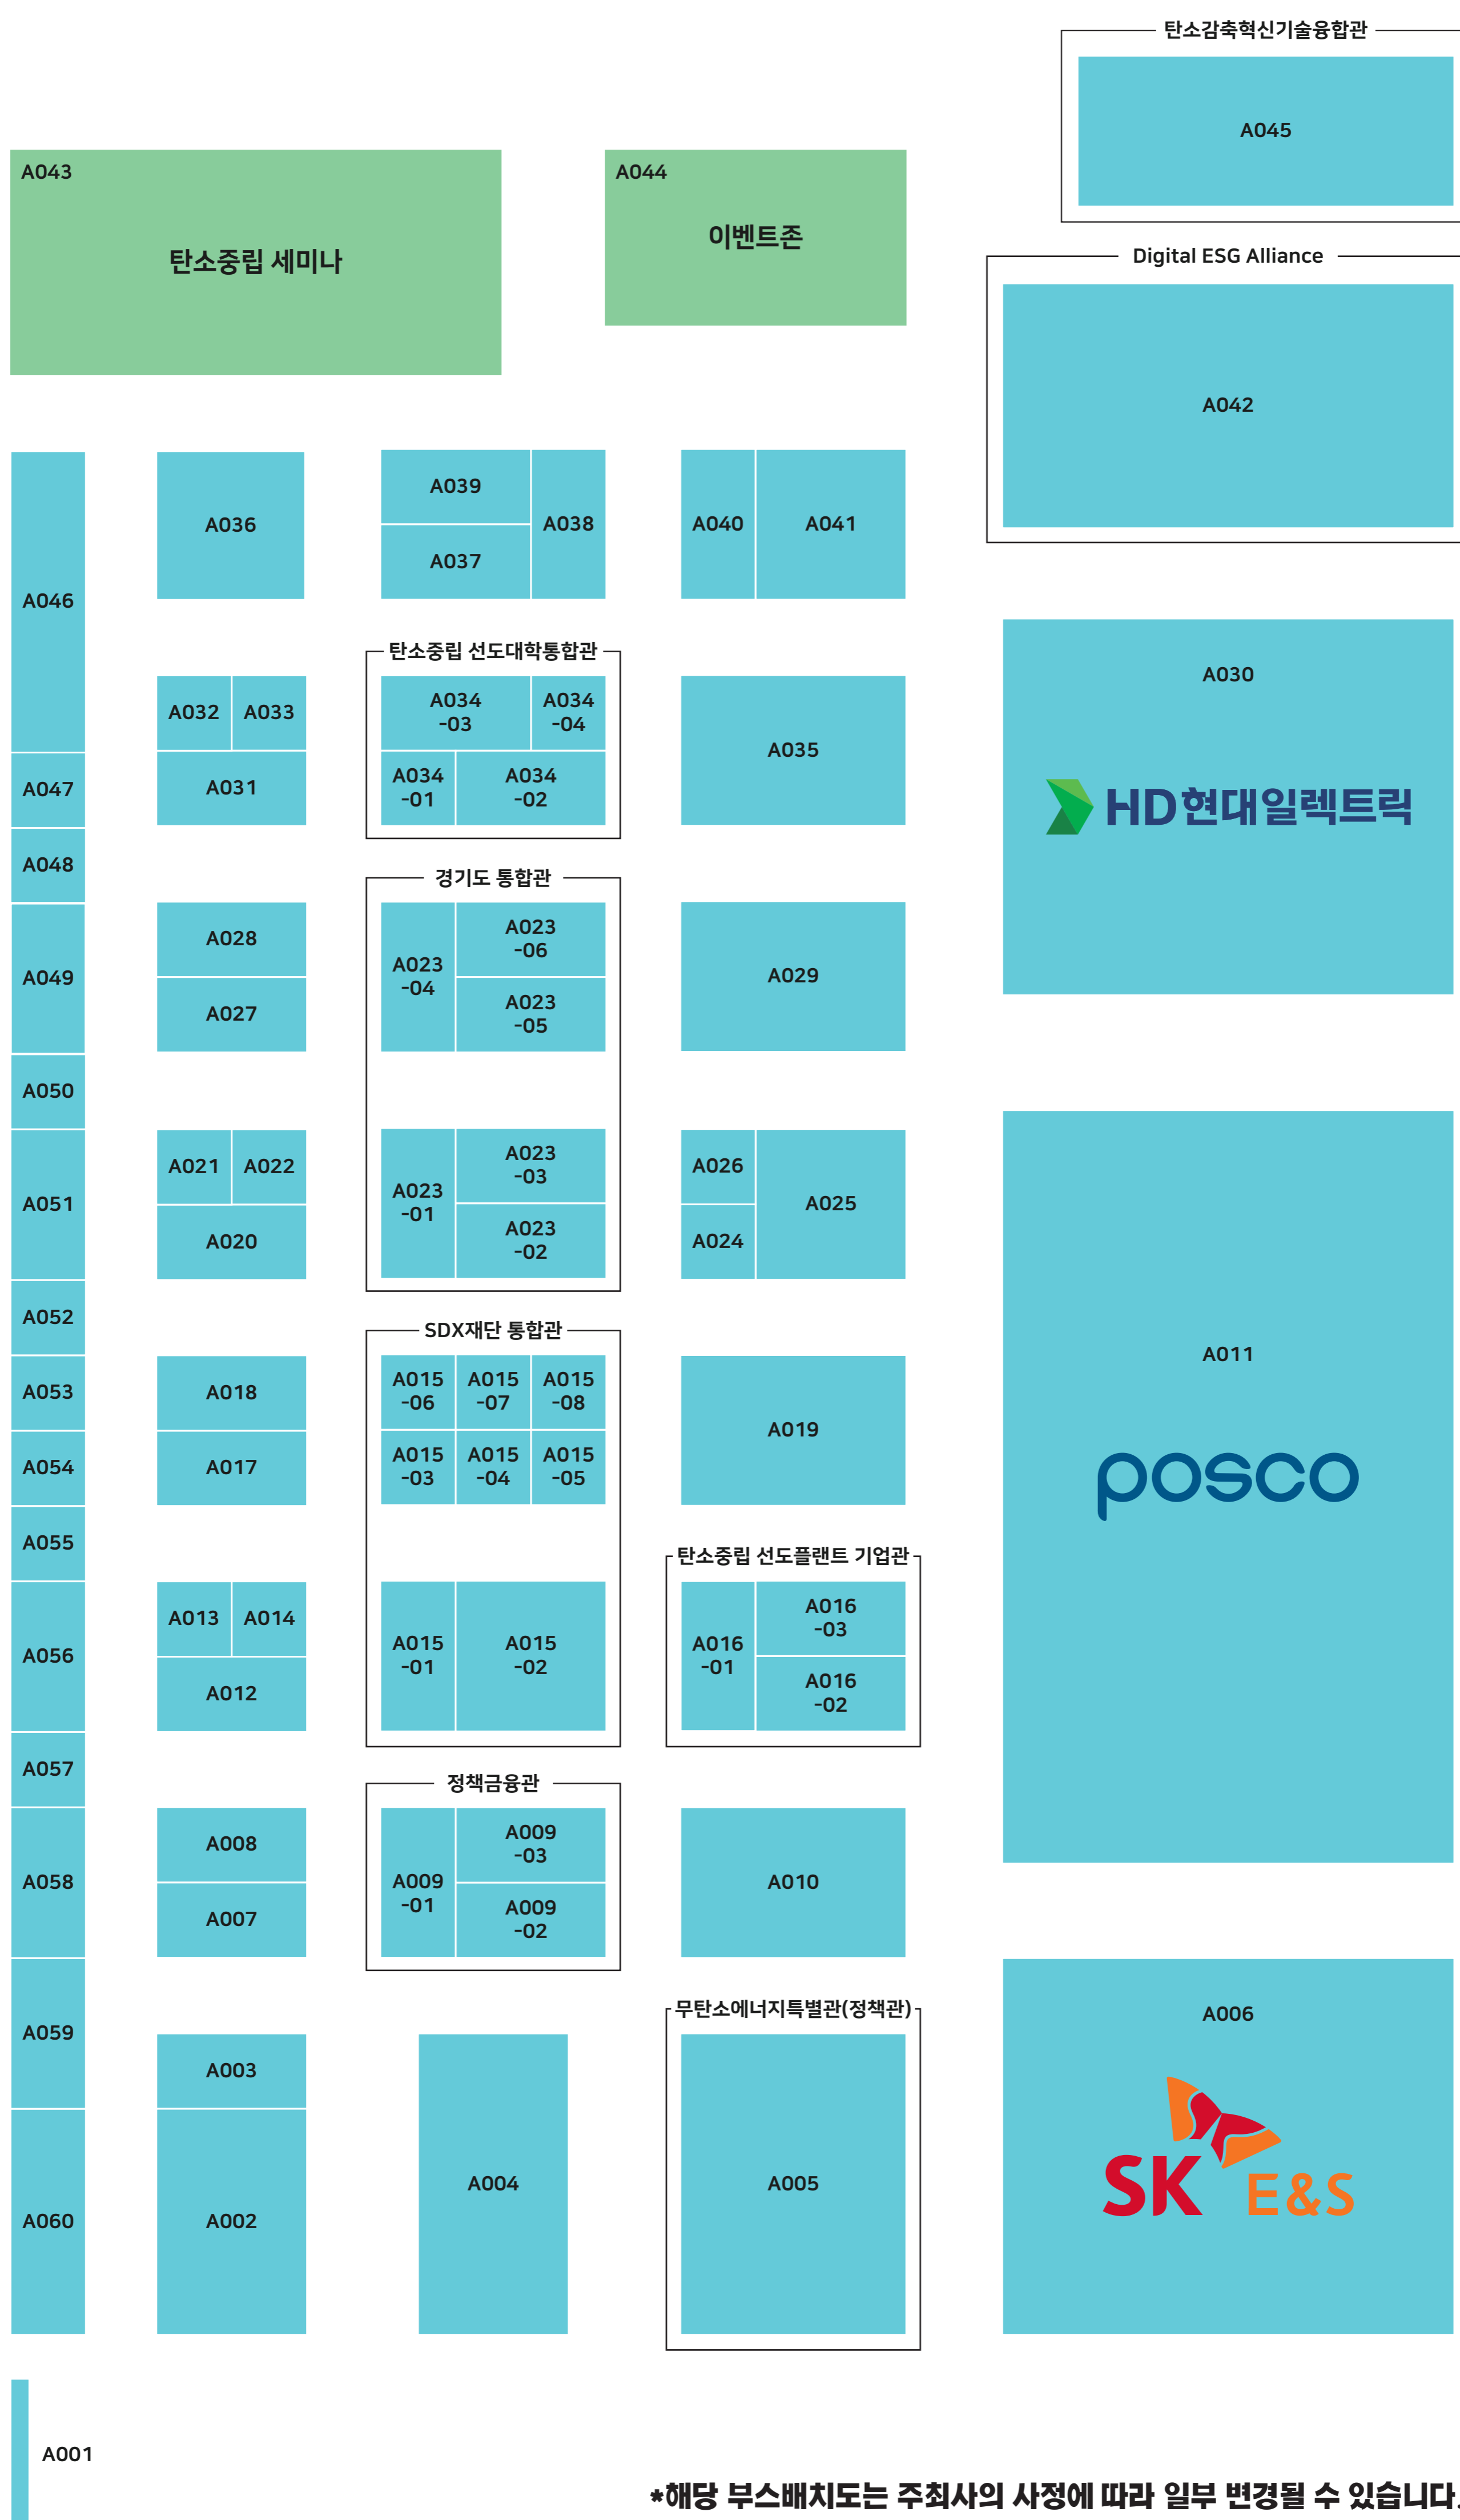 탄소감축혁신기술융합관
A045
A043
탄소중립 세미나
A044
이벤트존
Digital ESG Alliance
A042
A046
A036
A039
A038
A037
A040
A041
A030
HD현대일렉트릭
탄소중립 선도대학통합관
A032
A033
A031
A034
-03
A034
-04
A034
-01
A034
-02
A035
A047
A048
경기도 통합관
A049
A028
A027
A023
-04
A023
-06
A023
-05
A029
A050
A051
A021
A022
A020
A023
-01
A023
-03
A023
-02
A026
A024
A025
A011
posco
A052
SDX재단 통합관
A053
A054
A018
A017
A015
-06
A015
-07
A015
-08
A015
-03
A015
-04
A015
-05
A019
A055
탄소중립 선도플랜트 기업관
A056
A013
A014
A012
A015
-01
A015
-02
A016
-01
A016
-03
A016
-02
A057
정책금융관
A058
A008
A007
A009
-01
A009
-03
A009
-02
A010
A059
무탄소에너지특별관(정책관)
A006
SK E&S
A003
A060
A002
A004
A005
A001
*해당 부스배치도는 주최사의 사정에 따라 일부 변경될 수 있습니다.